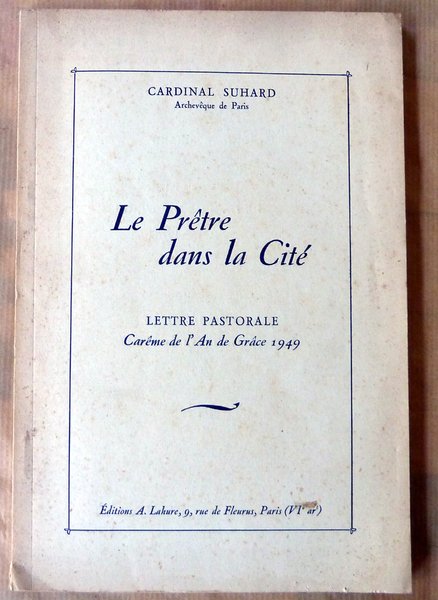 CARDINAL SUHARD
Archevêque de Paris
Le Prêtre
dans la Cité
LETTRE PASTORALE
Carême de l'An de Grâce 1949
Éditions A. Lahure, 9, rue de Fleurus, Paris (VIᵉ arᵗ)